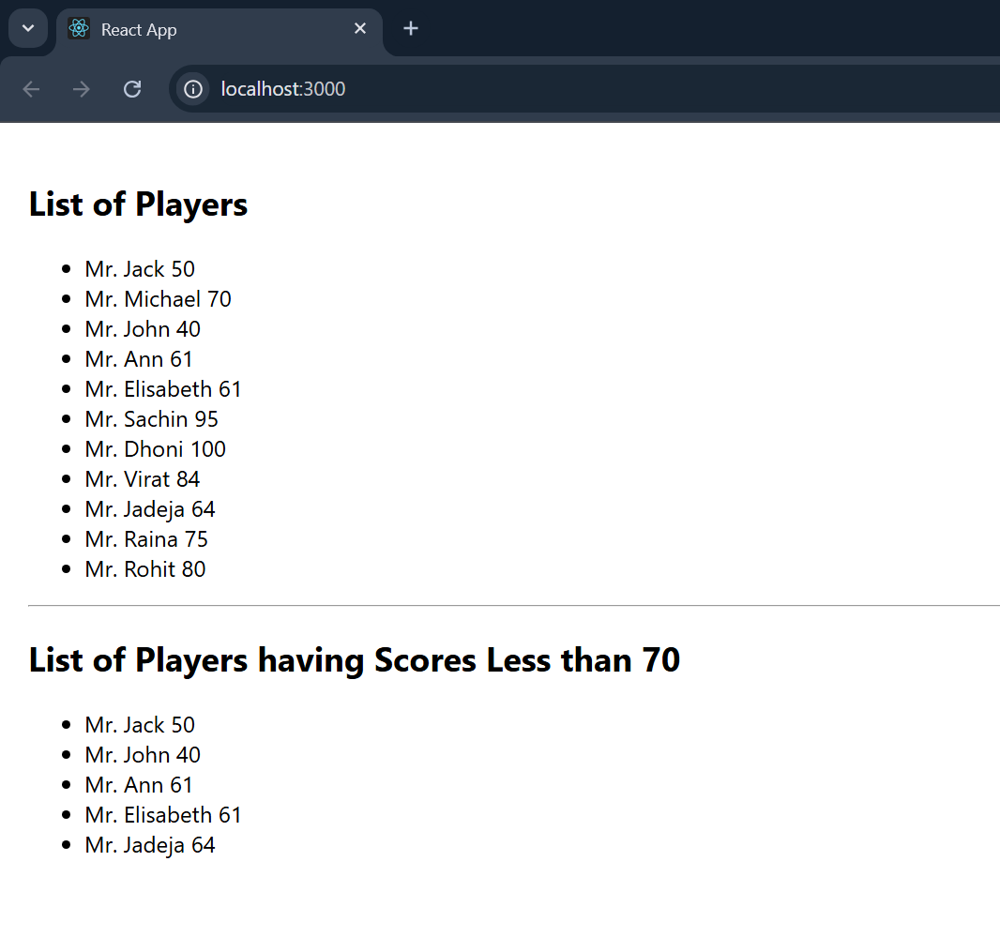 React App
localhost:3000
List of Players
Mr. Jack 50
Mr. Michael 70
Mr. John 40
Mr. Ann 61
Mr. Elisabeth 61
Mr. Sachin 95
Mr. Dhoni 100
Mr. Virat 84
Mr. Jadeja 64
Mr. Raina 75
Mr. Rohit 80
List of Players having Scores Less than 70
Mr. Jack 50
Mr. John 40
Mr. Ann 61
Mr. Elisabeth 61
Mr. Jadeja 64